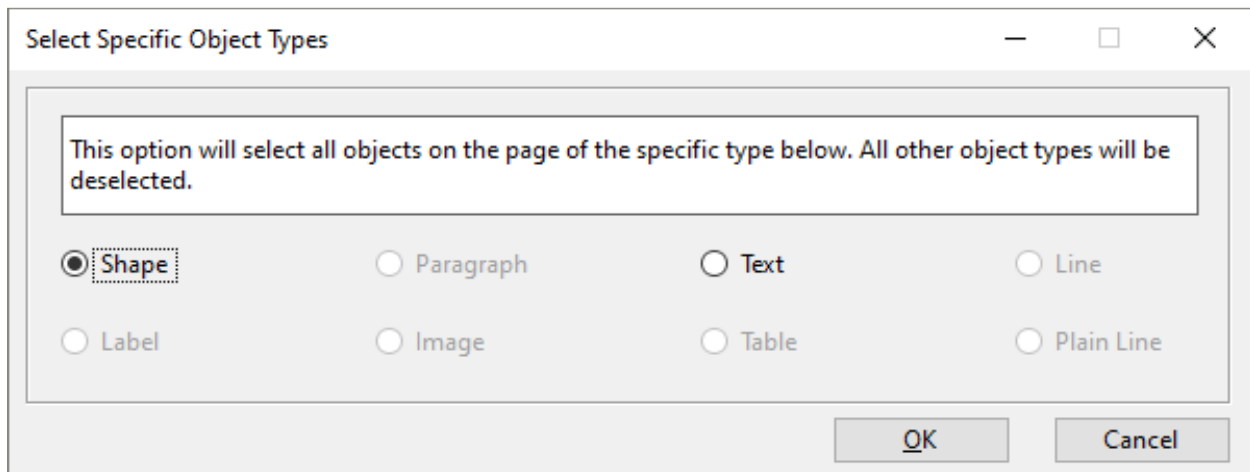 Select Specific Object Types
This option will select all objects on the page of the specific type below. All other object types will be
deselected.
Shape Paragraph Text Line
Label Image Table Plain Line
OK Cancel